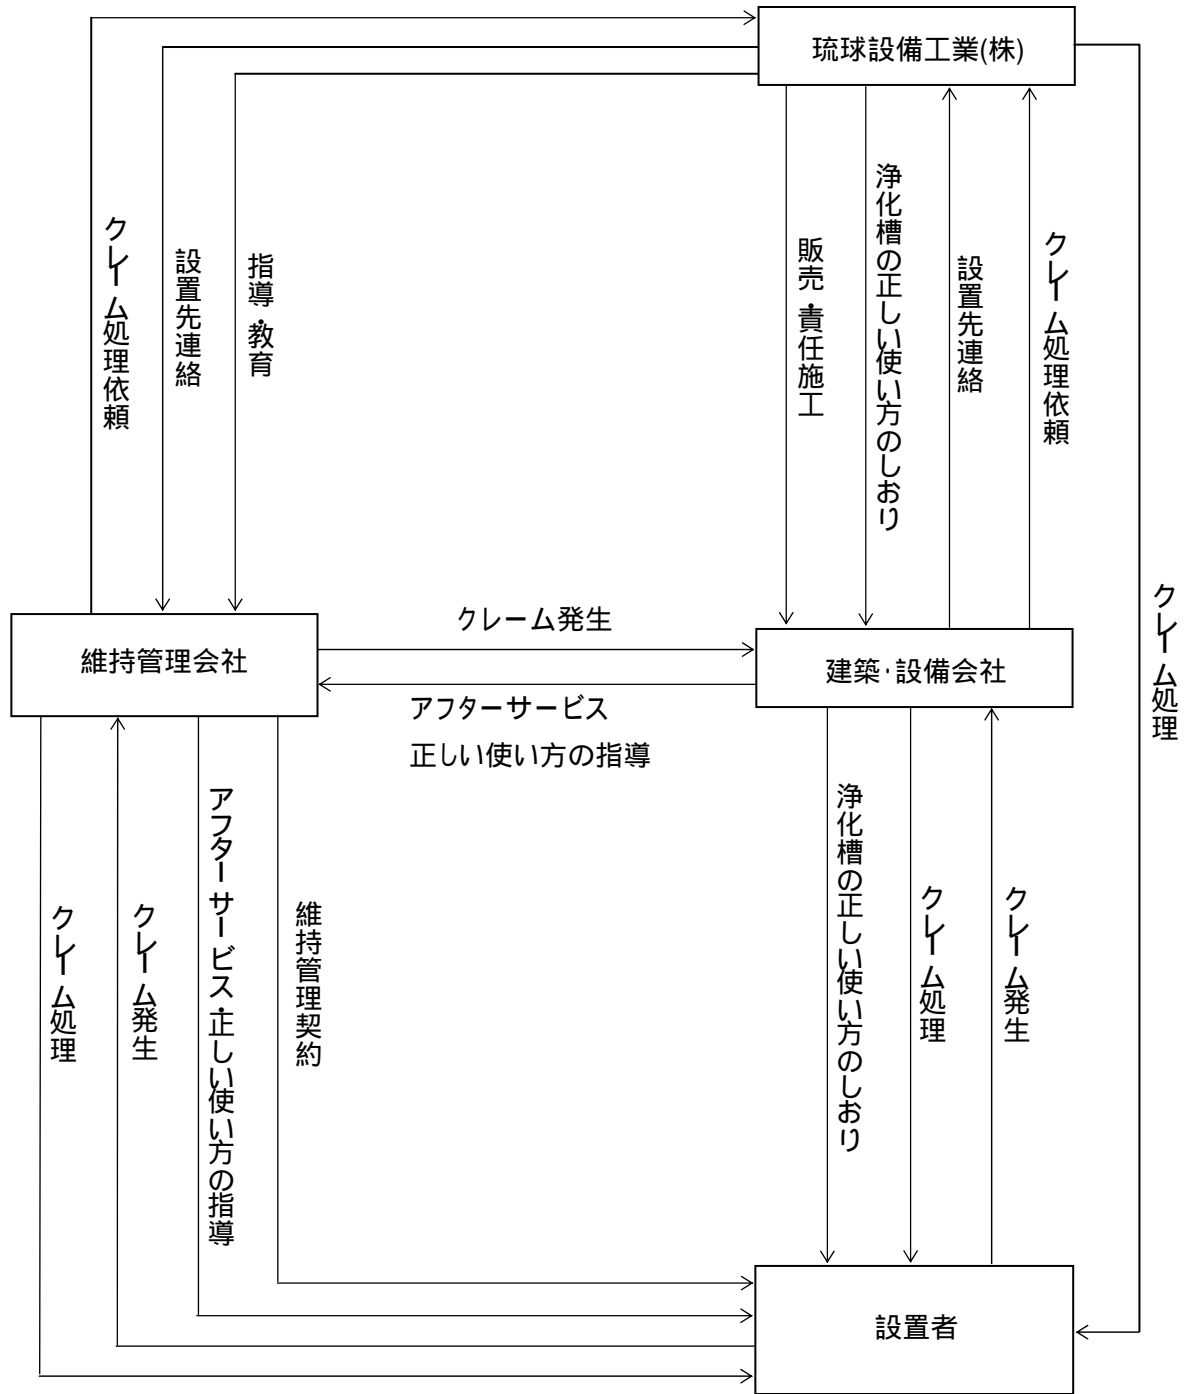 琉球設備工業(株)
クレーム処理依頼
設置先連絡
指導・教育
販売・責任施工
浄化槽の正しい使い方のしおり
設置先連絡
クレーム処理依頼
クレーム処理
維持管理会社
クレーム発生
アフターサービス
正しい使い方の指導
建築・設備会社
クレーム処理
クレーム発生
アフターサービス・正しい使い方の指導
維持管理契約
浄化槽の正しい使い方のしおり
クレーム処理
クレーム発生
設置者